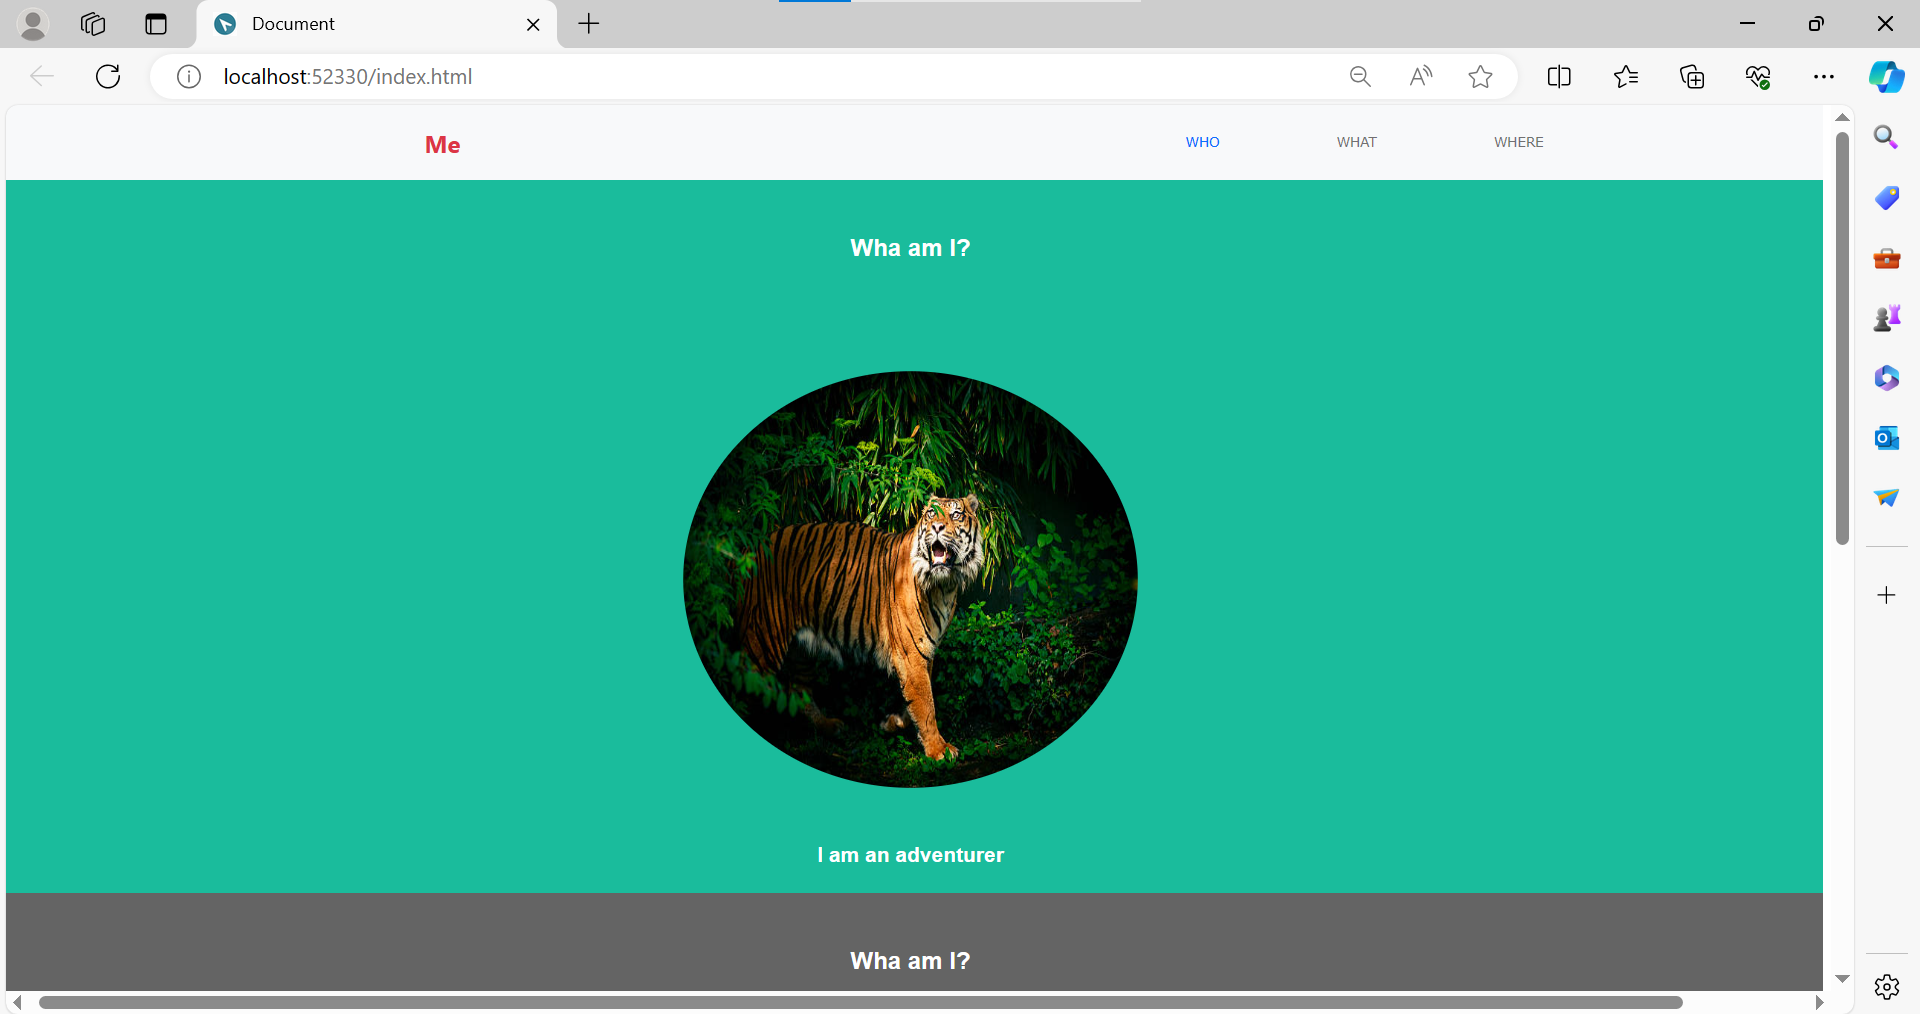 Document
localhost:52330/index.html
Me
WHO
WHAT
WHERE
Wha am I?
I am an adventurer
Wha am I?